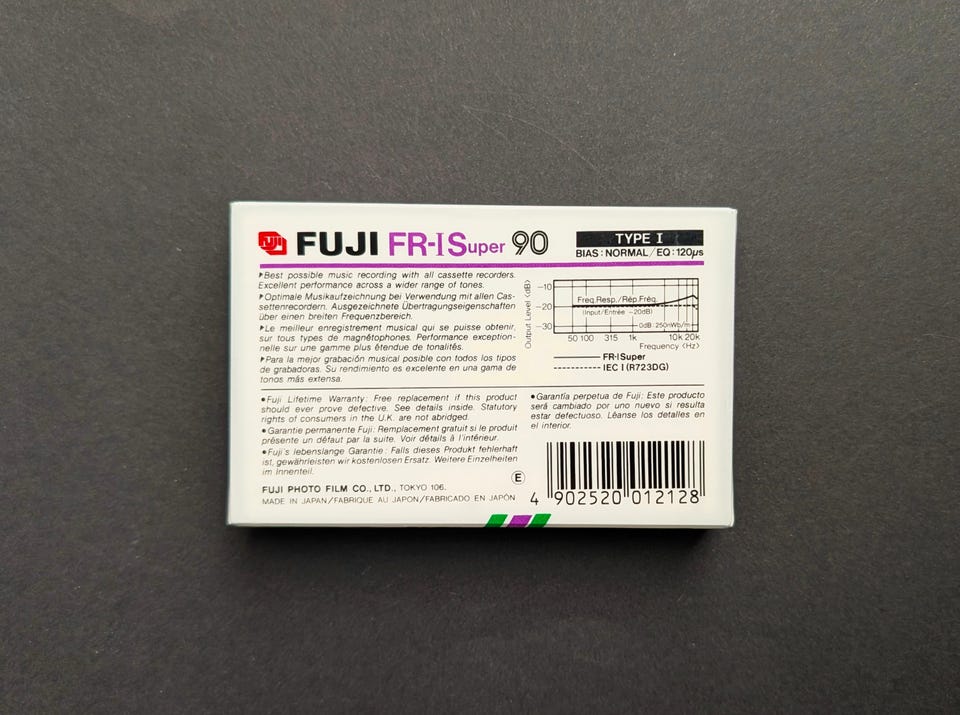 FUJI FUJI FR-I Super 90
TYPE I
BIAS : NORMAL / EQ : 120µs
▶Best possible music recording with all cassette recorders.
Excellent performance across a wider range of tones.
▶Optimale Musikaufzeichnung bei Verwendung mit allen Cas-
settenrecordern. Ausgezeichnete Übertragungseigenschaften
über einen breiten Frequenzbereich.
▶Le meilleur enregistrement musical qui se puisse obtenir,
sur tous types de magnétophones. Performance exception-
nelle sur une gamme plus étendue de tonalités.
▶Para la mejor grabación musical posible con todos los tipos
de grabadoras. Su rendimiento es excelente en una gama de
tonos más extensa.
Output Level <dB>
−10
−20
−30
Freq.Resp./Rép.Fréq.
(Input/Entrée −20dB)
0dB : 250nWb/m
50 100 315 1k 10k 20k
Frequency <Hz>
FR-I Super
IEC I (R723DG)
●Fuji Lifetime Warranty: Free replacement if this product
should ever prove defective. See details inside. Statutory
rights of consumers in the U.K. are not abridged.
●Garantie permanente Fuji: Remplacement gratuit si le produit
présente un défaut par la suite. Voir détails à l'intérieur.
●Fuji's lebenslange Garantie : Falls dieses Produkt fehlerhaft
ist, gewährleisten wir kostenlosen Ersatz. Weitere Einzelheiten
im Innenteil.
●Garantía perpetua de Fuji: Este producto
será cambiado por uno nuevo si resulta
estar defectuoso. Léanse los detalles en
el interior.
FUJI PHOTO FILM CO., LTD., TOKYO 106.
MADE IN JAPAN/FABRIQUE AU JAPON/FABRICADO EN JAPÓN
E
4 902520 012128